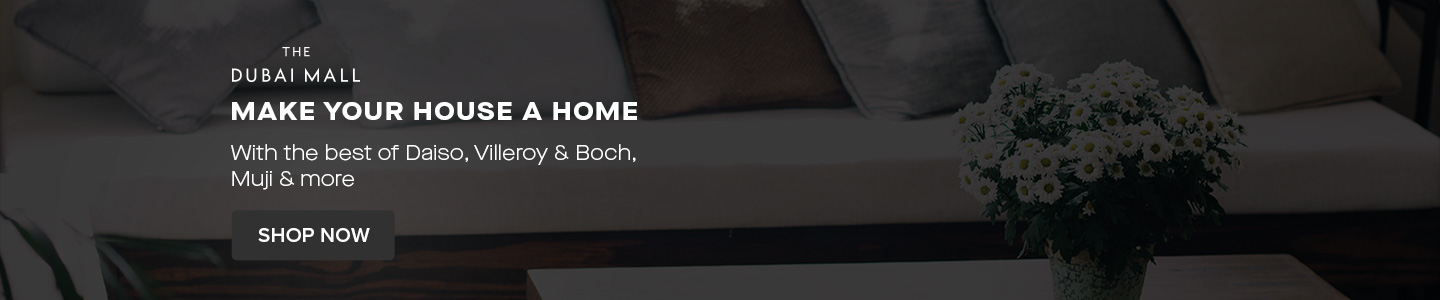 THE
DUBAI MALL
MAKE YOUR HOUSE A HOME
With the best of Daiso, Villeroy & Boch,
Muji & more
SHOP NOW